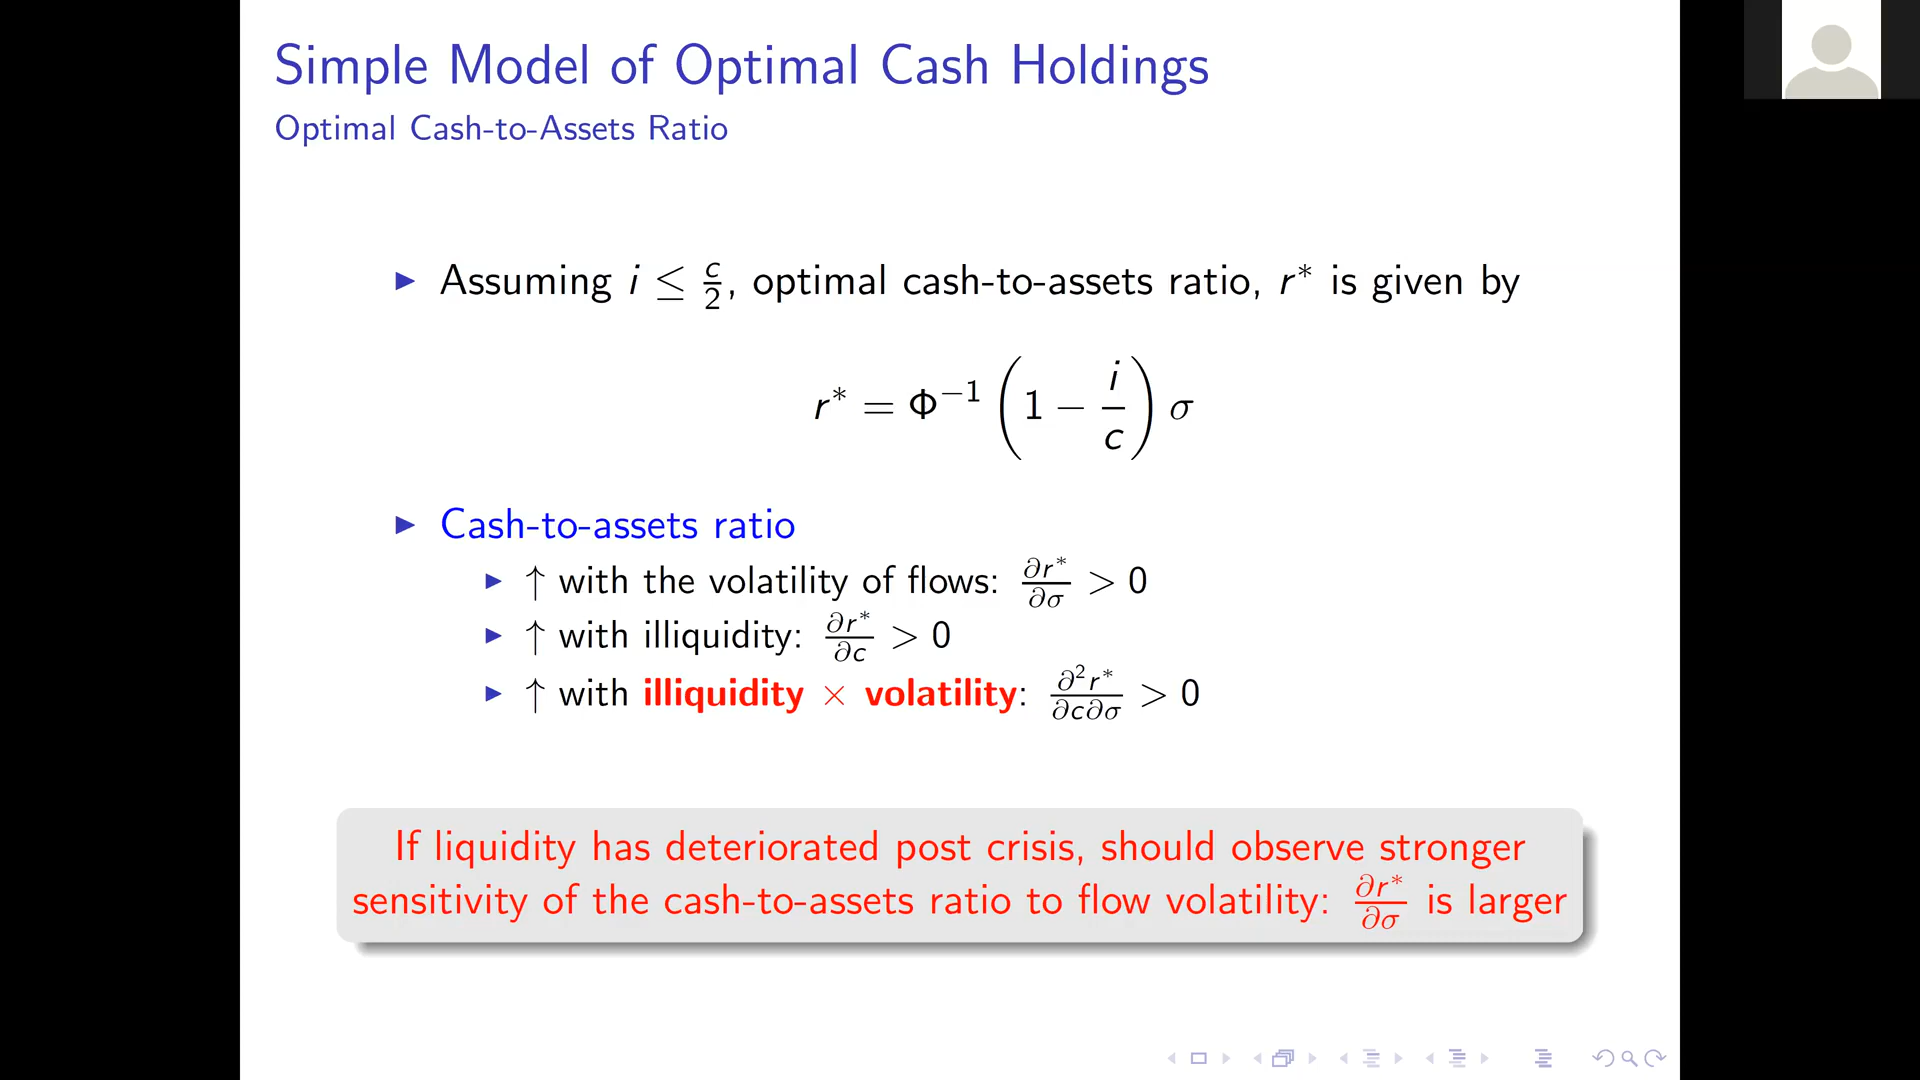 Simple Model of Optimal Cash Holdings
Optimal Cash-to-Assets Ratio
▶ Assuming i ≤ c/2, optimal cash-to-assets ratio, r* is given by
r* = Φ⁻¹ (1 − i/c) σ
▶ Cash-to-assets ratio
▶ ↑ with the volatility of flows: ∂r*/∂σ > 0
▶ ↑ with illiquidity: ∂r*/∂c > 0
▶ ↑ with illiquidity × volatility: ∂²r*/∂c∂σ > 0
If liquidity has deteriorated post crisis, should observe stronger
sensitivity of the cash-to-assets ratio to flow volatility: ∂r*/∂σ is larger